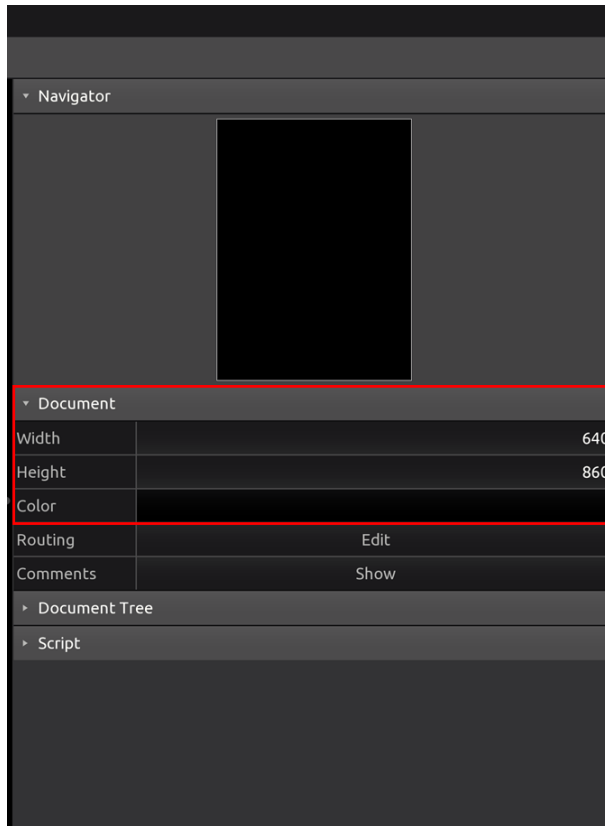 Navigator
Document
Width 640
Height 860
Color
Routing Edit
Comments Show
Document Tree
Script